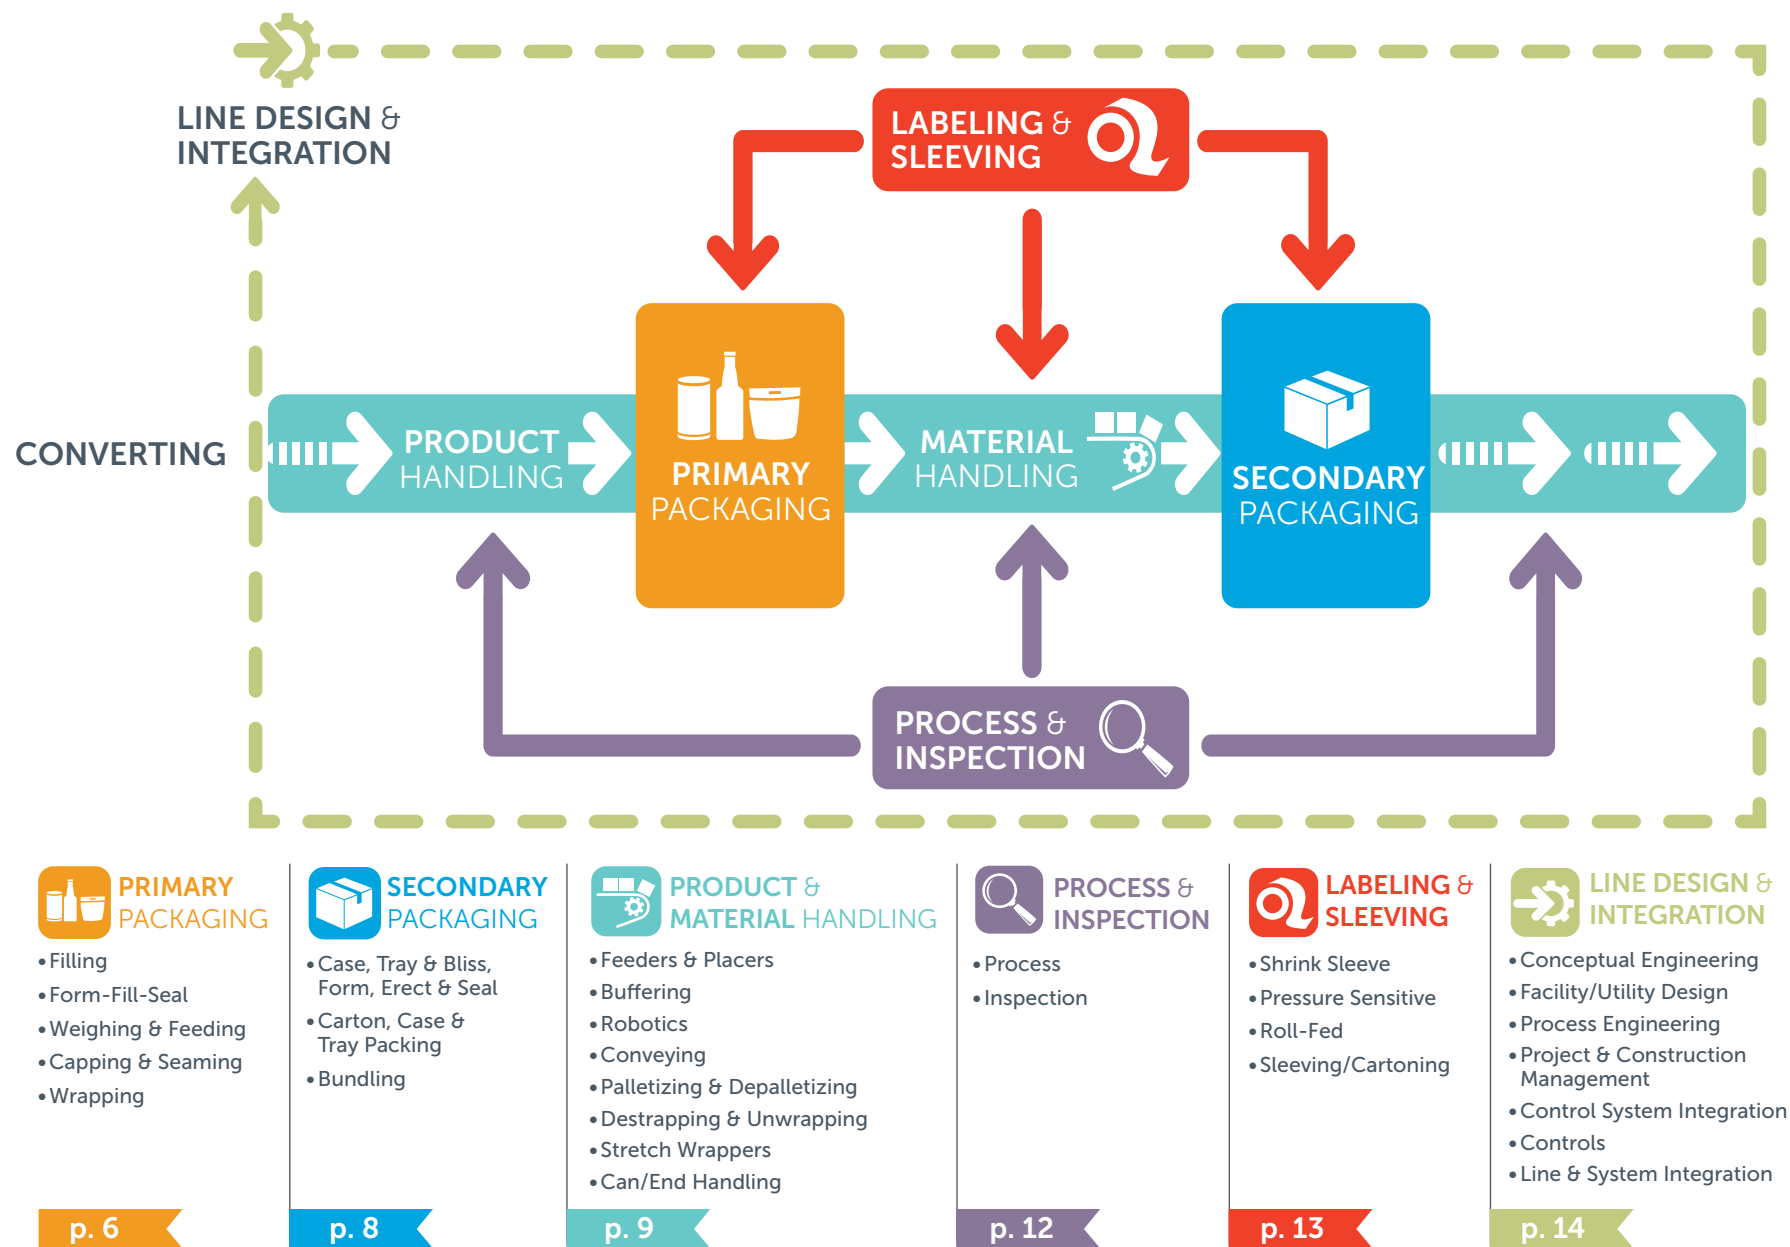 LINE DESIGN &
INTEGRATION
LABELING &
SLEEVING
CONVERTING
PRODUCT
HANDLING
PRIMARY
PACKAGING
MATERIAL
HANDLING
SECONDARY
PACKAGING
PROCESS &
INSPECTION
PRIMARY
PACKAGING
•Filling
•Form-Fill-Seal
•Weighing & Feeding
•Capping & Seaming
•Wrapping
p. 6
SECONDARY
PACKAGING
•Case, Tray & Bliss,
Form, Erect & Seal
•Carton, Case &
Tray Packing
•Bundling
p. 8
PRODUCT &
MATERIAL HANDLING
•Feeders & Placers
•Buffering
•Robotics
•Conveying
•Palletizing & Depalletizing
•Destrapping & Unwrapping
•Stretch Wrappers
•Can/End Handling
p. 9
PROCESS &
INSPECTION
•Process
•Inspection
p. 12
LABELING &
SLEEVING
•Shrink Sleeve
•Pressure Sensitive
•Roll-Fed
•Sleeving/Cartoning
p. 13
LINE DESIGN &
INTEGRATION
•Conceptual Engineering
•Facility/Utility Design
•Process Engineering
•Project & Construction
Management
•Control System Integration
•Controls
•Line & System Integration
p. 14